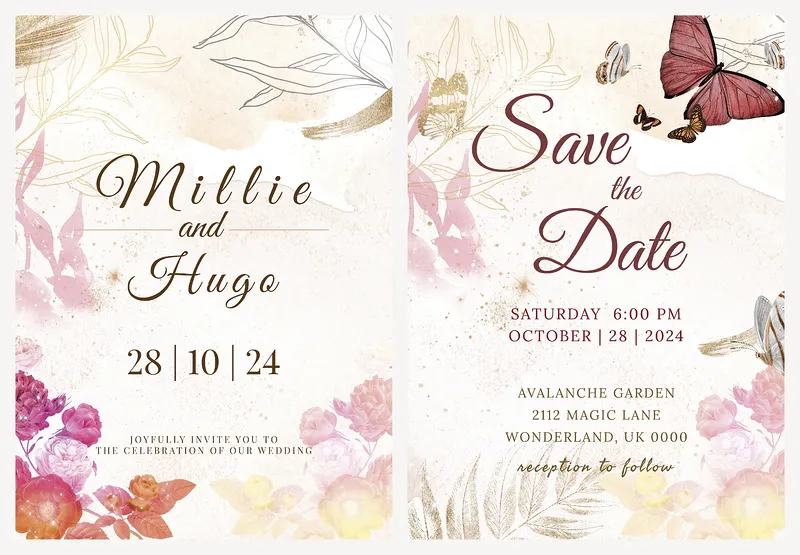 Millie
and
Hugo
28 | 10 | 24
JOYFULLY INVITE YOU TO
THE CELEBRATION OF OUR WEDDING
Save
the
Date
SATURDAY 6:00 PM
OCTOBER | 28 | 2024
AVALANCHE GARDEN
2112 MAGIC LANE
WONDERLAND, UK 0000
reception to follow